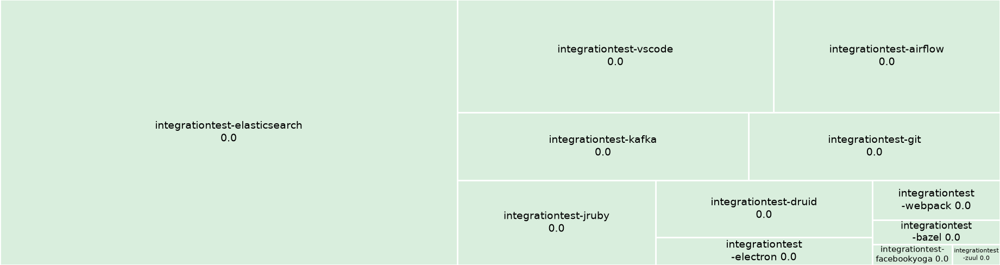 integrationtest-elasticsearch
0.0
integrationtest-vscode
0.0
integrationtest-airflow
0.0
integrationtest-kafka
0.0
integrationtest-git
0.0
integrationtest-jruby
0.0
integrationtest-druid
0.0
integrationtest
-electron 0.0
integrationtest
-webpack 0.0
integrationtest
-bazel 0.0
integrationtest-
facebookyoga 0.0
integrationtest
-zuul 0.0